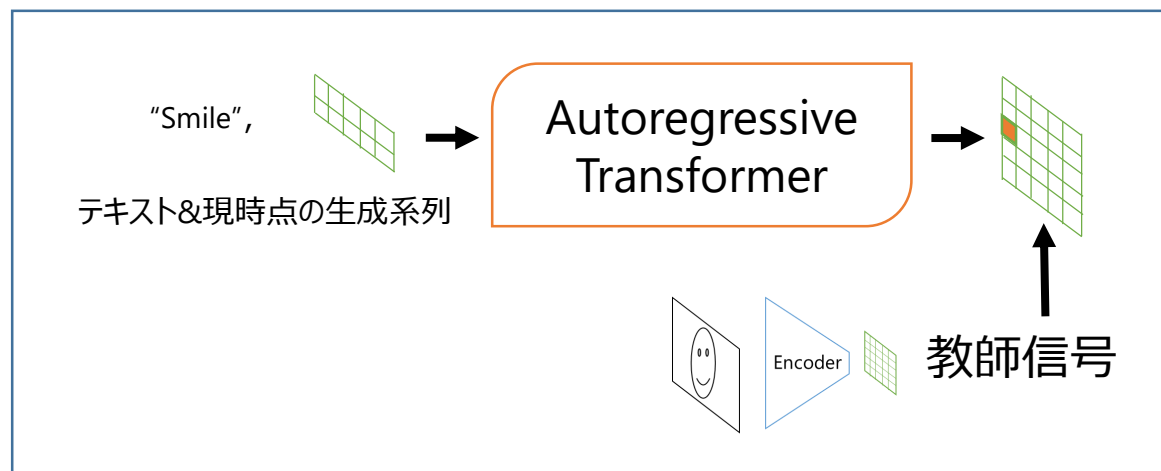 “Smile”,
テキスト&現時点の生成系列
Autoregressive
Transformer
Encoder
教師信号